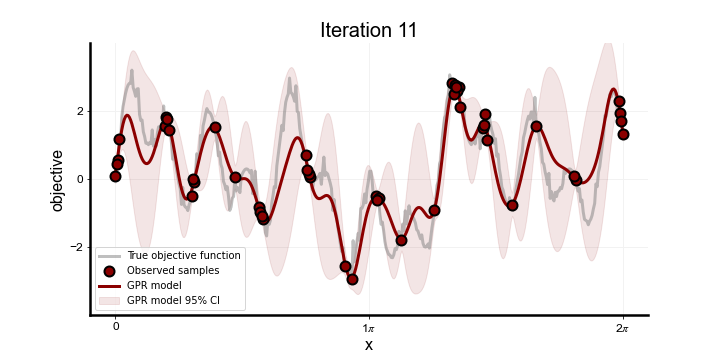 Iteration 11
objective
2
0
−2
True objective function
Observed samples
GPR model
GPR model 95% CI
0
1π
2π
x